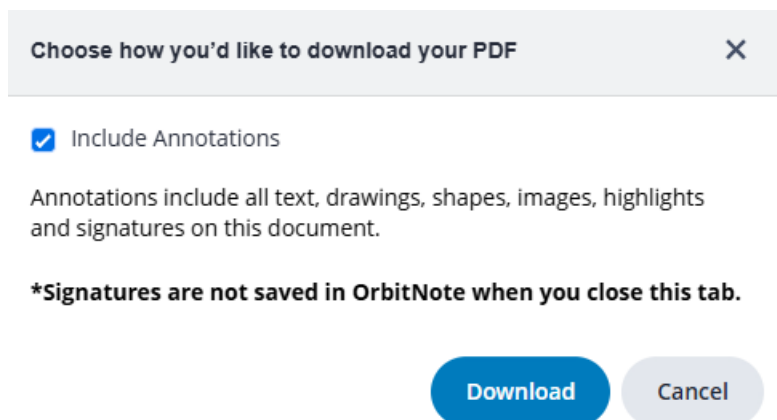 Choose how you’d like to download your PDF
Include Annotations
Annotations include all text, drawings, shapes, images, highlights
and signatures on this document.
*Signatures are not saved in OrbitNote when you close this tab.
Download Cancel